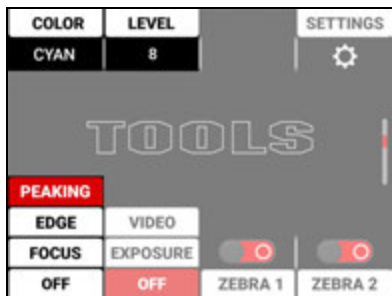 COLOR LEVEL SETTINGS
CYAN 8
TOOLS
PEAKING
EDGE VIDEO
FOCUS EXPOSURE
OFF OFF ZEBRA 1 ZEBRA 2